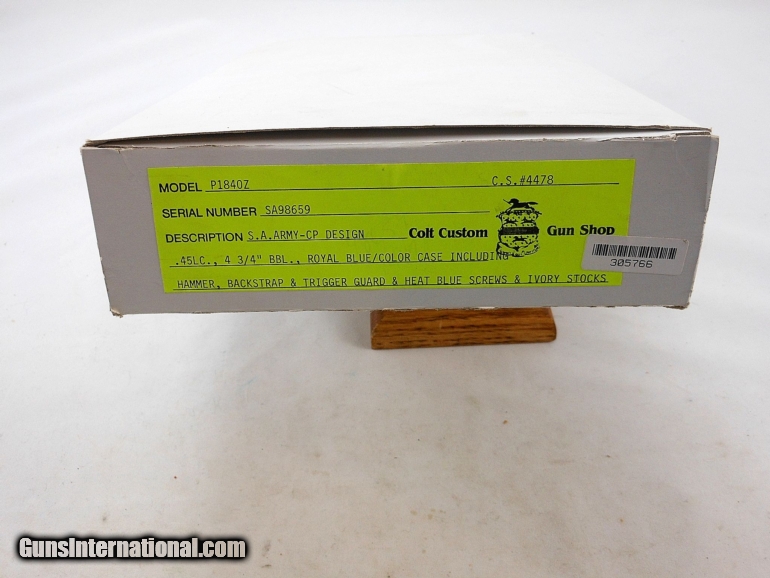 MODEL P1840Z C.S.#4478
SERIAL NUMBER SA98659
DESCRIPTION S.A.ARMY-CP DESIGN Colt Custom Gun Shop
.45LC., 4 3/4" BBL., ROYAL BLUE/COLOR CASE INCLUDING
HAMMER, BACKSTRAP & TRIGGER GUARD & HEAT BLUE SCREWS & IVORY STOCKS
305766
GunsInternational.com